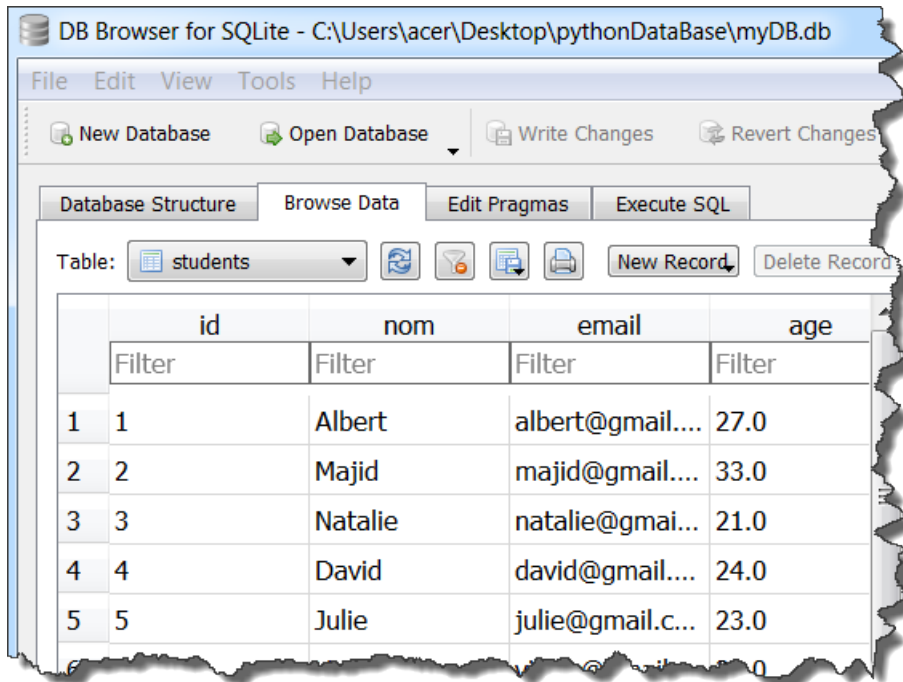 DB Browser for SQLite - C:\Users\acer\Desktop\pythonDataBase\myDB.db
File Edit View Tools Help
New Database Open Database Write Changes Revert Changes
Database Structure Browse Data Edit Pragmas Execute SQL
Table: students New Record Delete Record
id nom email age
Filter Filter Filter Filter
1 1 Albert albert@gmail.... 27.0
2 2 Majid majid@gmail.... 33.0
3 3 Natalie natalie@gmai... 21.0
4 4 David david@gmail.... 24.0
5 5 Julie julie@gmail.c... 23.0